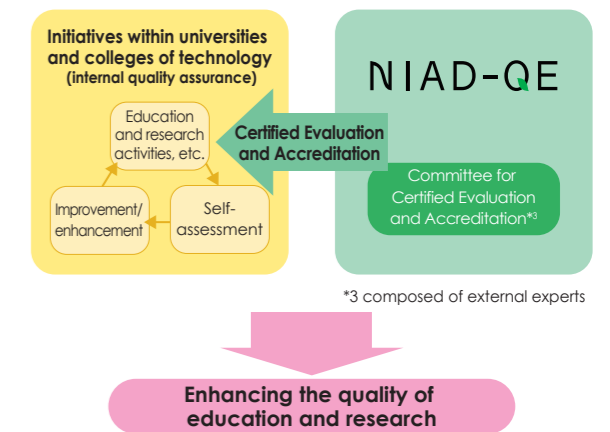 Initiatives within universities
and colleges of technology
(internal quality assurance)
Education
and research
activities, etc.
Improvement/
enhancement
Self-
assessment
Certified Evaluation
and Accreditation
NIAD-QE
Committee for
Certified Evaluation
and Accreditation*3
*3 composed of external experts
Enhancing the quality of
education and research